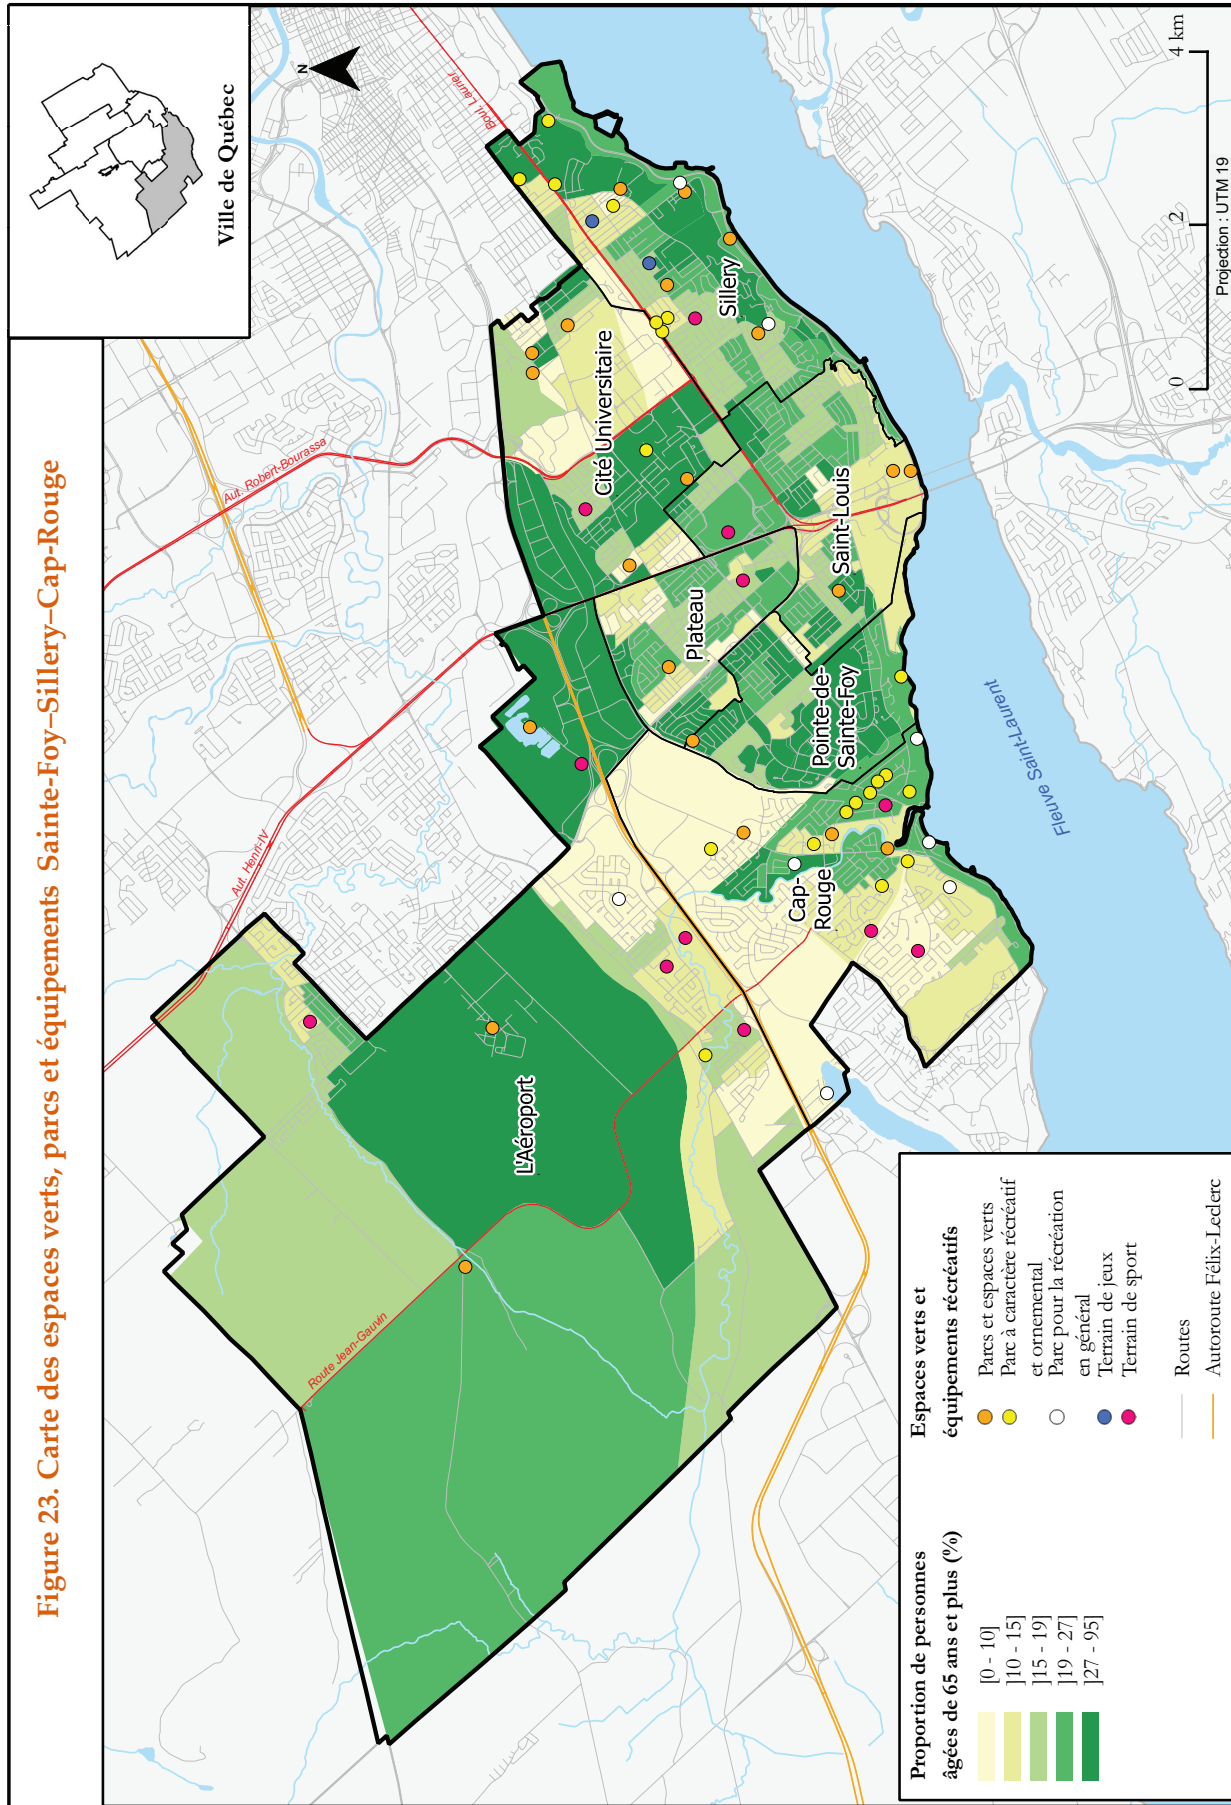 Figure 23. Carte des espaces verts, parcs et équipements Sainte-Foy–Sillery–Cap-Rouge
Ville de Québec
N
Boul. Laurier
Aut. Robert-Bourassa
Aut. Henri-IV
Route Jean-Gauvin
L'Aéroport
Cité Universitaire
Sillery
Plateau
Saint-Louis
Pointe-de-
Sainte-Foy
Cap-
Rouge
Fleuve Saint-Laurent
Proportion de personnes
âgées de 65 ans et plus (%)
[0 - 10]
]10 - 15]
]15 - 19]
]19 - 27]
]27 - 95]
Espaces verts et
équipements récréatifs
Parcs et espaces verts
Parc à caractère récréatif
et ornemental
Parc pour la récréation
en général
Terrain de jeux
Terrain de sport
Routes
Autoroute Félix-Leclerc
0 2 4 km
Projection : UTM 19